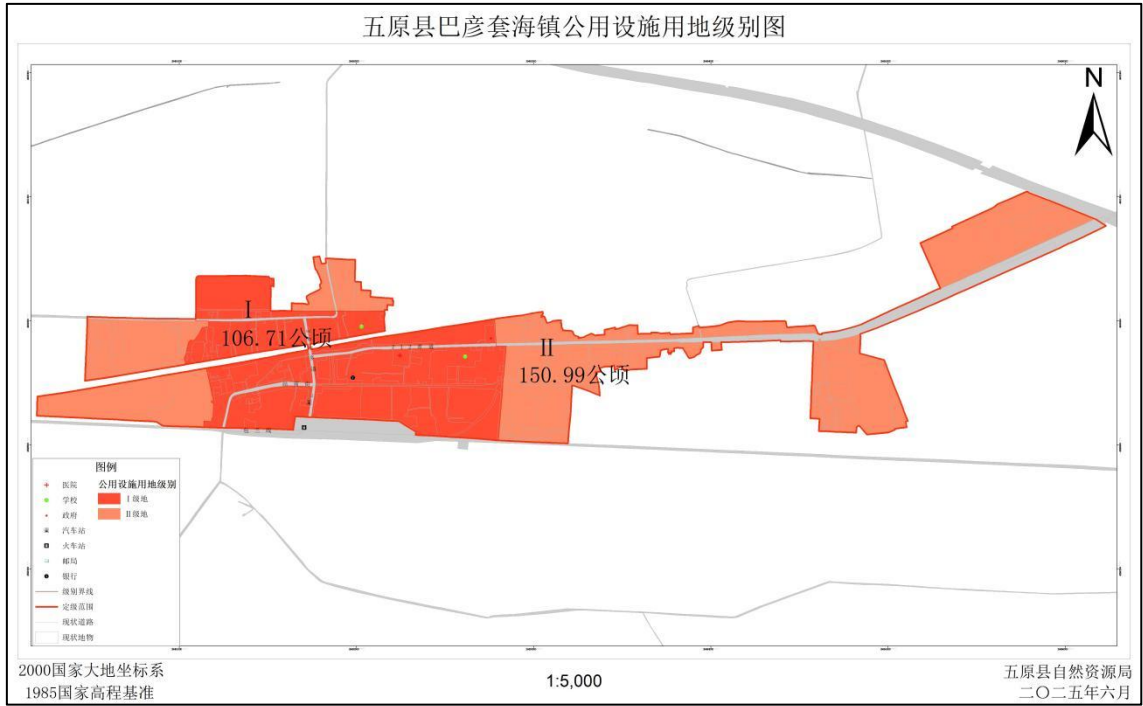 五原县巴彦套海镇公用设施用地级别图
N
Ⅰ
106.71公顷
Ⅱ
150.99公顷
图例
医院
公用设施用地级别
学校
Ⅰ级地
政府
Ⅱ级地
汽车站
火车站
邮局
银行
级别界线
定级范围
现状道路
现状地物
2000国家大地坐标系
1985国家高程基准
1:5,000
五原县自然资源局
二〇二五年六月